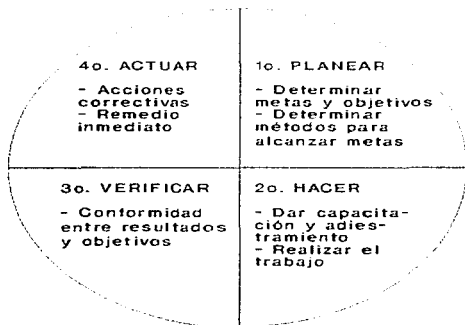 4o. ACTUAR
- Acciones
correctivas
- Remedio
inmediato
1o. PLANEAR
- Determinar
metas y objetivos
- Determinar
métodos para
alcanzar metas
3o. VERIFICAR
- Conformidad
entre resultados
y objetivos
2o. HACER
- Dar capacita-
ción y adies-
tramiento
- Realizar el
trabajo